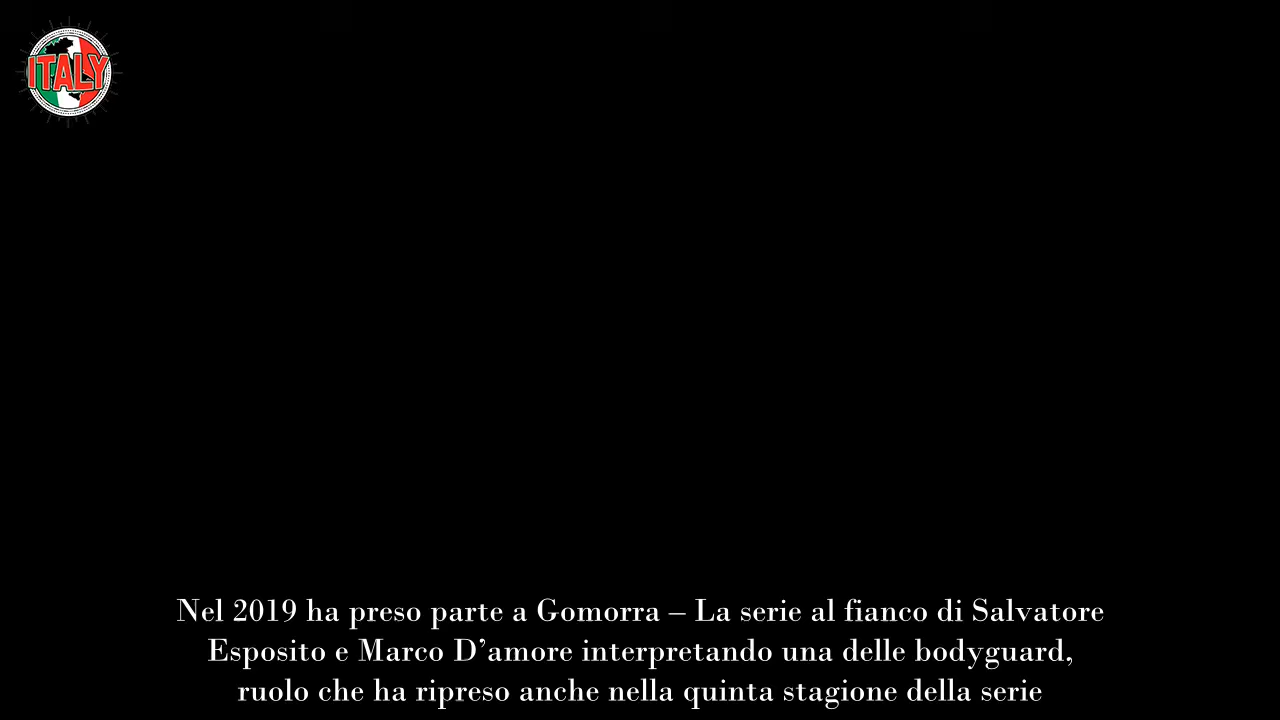 ITALY
Nel 2019 ha preso parte a Gomorra – La serie al fianco di Salvatore
Esposito e Marco D’amore interpretando una delle bodyguard,
ruolo che ha ripreso anche nella quinta stagione della serie